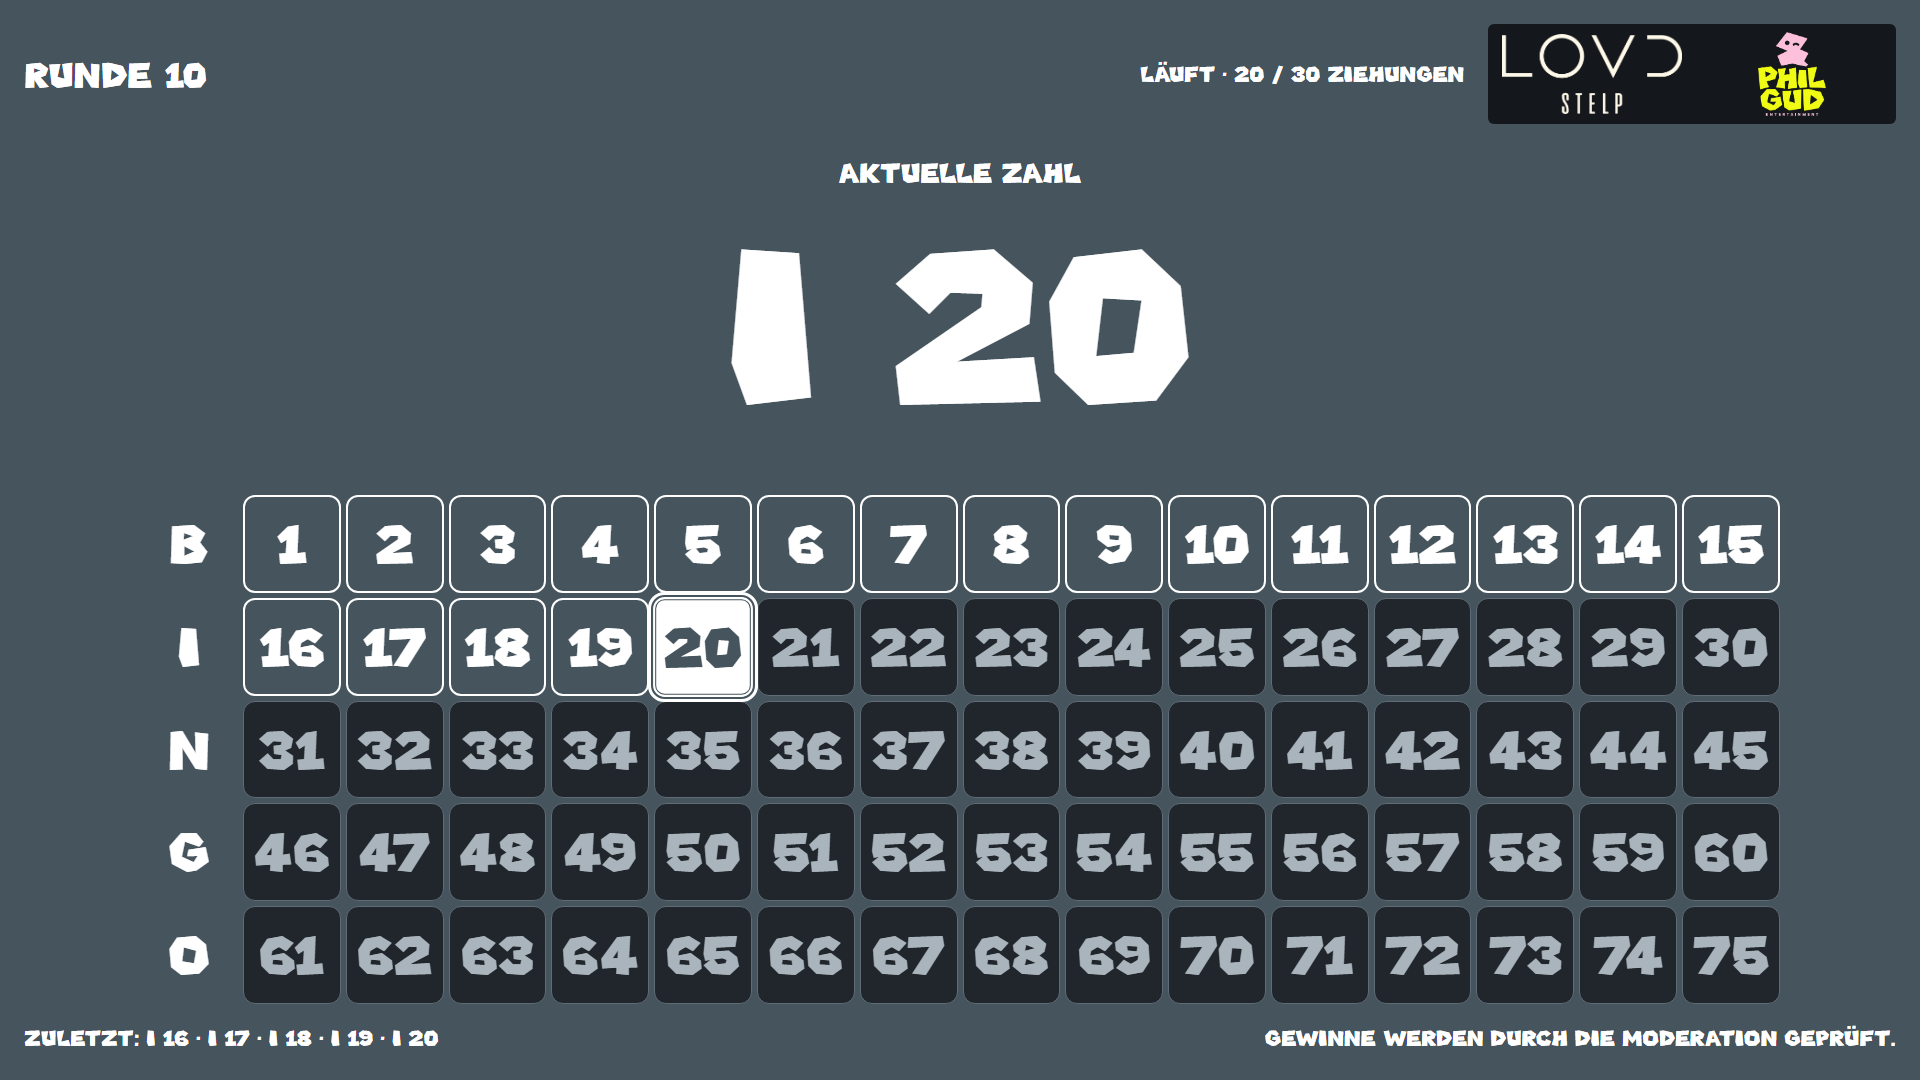 RUNDE 10
LÄUFT · 20 / 30 ZIEHUNGEN
LOVD
STELP
PHIL
GUD
ENTERTAINMENT
AKTUELLE ZAHL
I 20
B 1 2 3 4 5 6 7 8 9 10 11 12 13 14 15
I 16 17 18 19 20 21 22 23 24 25 26 27 28 29 30
N 31 32 33 34 35 36 37 38 39 40 41 42 43 44 45
G 46 47 48 49 50 51 52 53 54 55 56 57 58 59 60
O 61 62 63 64 65 66 67 68 69 70 71 72 73 74 75
ZULETZT: I 16 · I 17 · I 18 · I 19 · I 20
GEWINNE WERDEN DURCH DIE MODERATION GEPRÜFT.